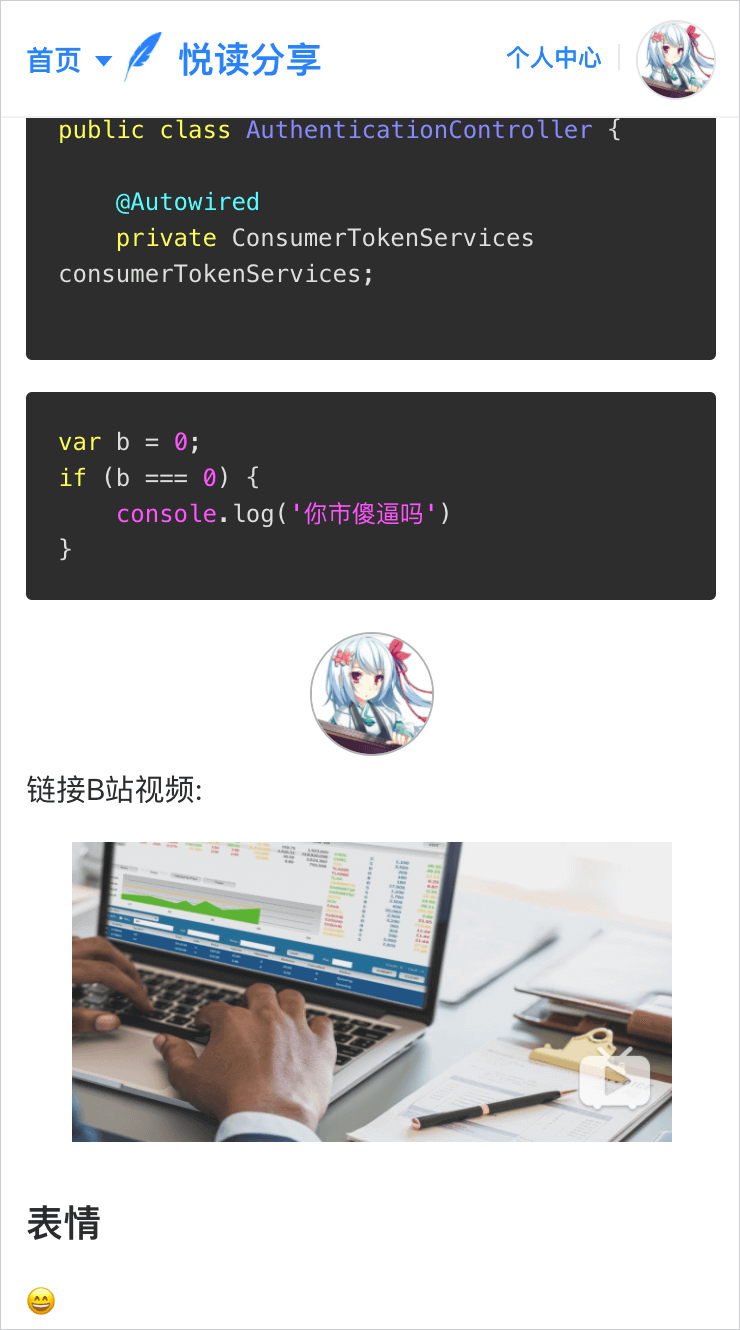 首页 悦读分享 个人中心
public class AuthenticationController {
@Autowired
private ConsumerTokenServices
consumerTokenServices;
var b = 0;
if (b === 0) {
console.log('你市傻逼吗')
}
链接B站视频:
表情
😄